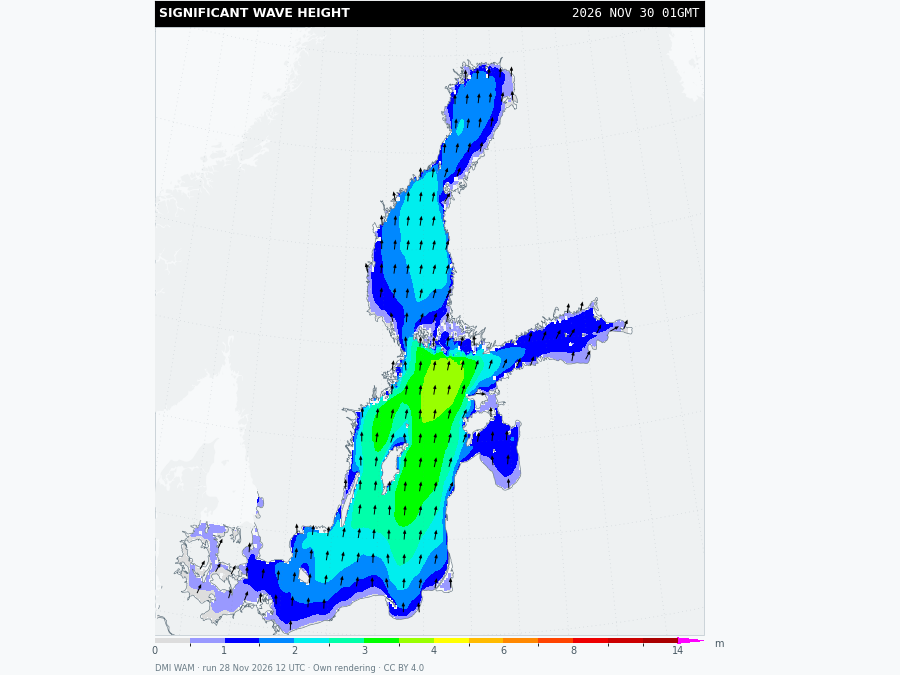 SIGNIFICANT WAVE HEIGHT 2026 NOV 30 01GMT
0 1 2 3 4 6 8 14 m
DMI WAM · run 28 Nov 2026 12 UTC · Own rendering · CC BY 4.0